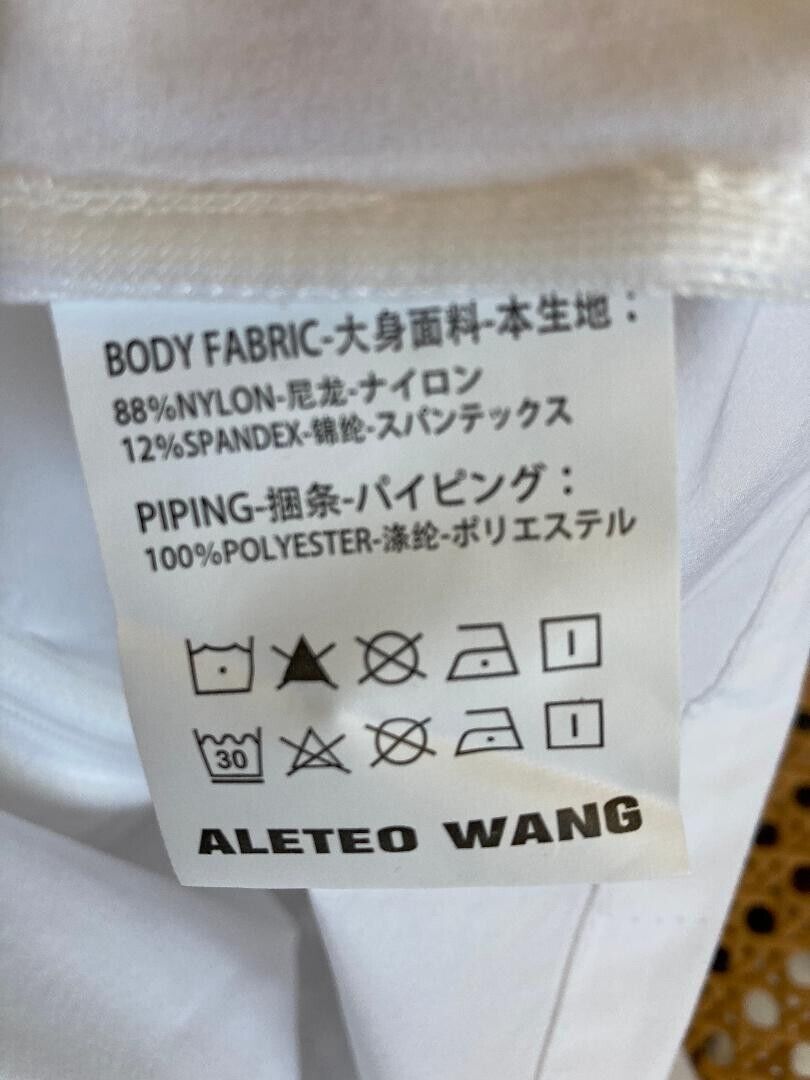 BODY FABRIC-大身面料-本生地：
88%NYLON-尼龙-ナイロン
12%SPANDEX-锦纶-スパンテックス
PIPING-捆条-パイピング：
100%POLYESTER-涤纶-ポリエステル
30
ALETEO WANG